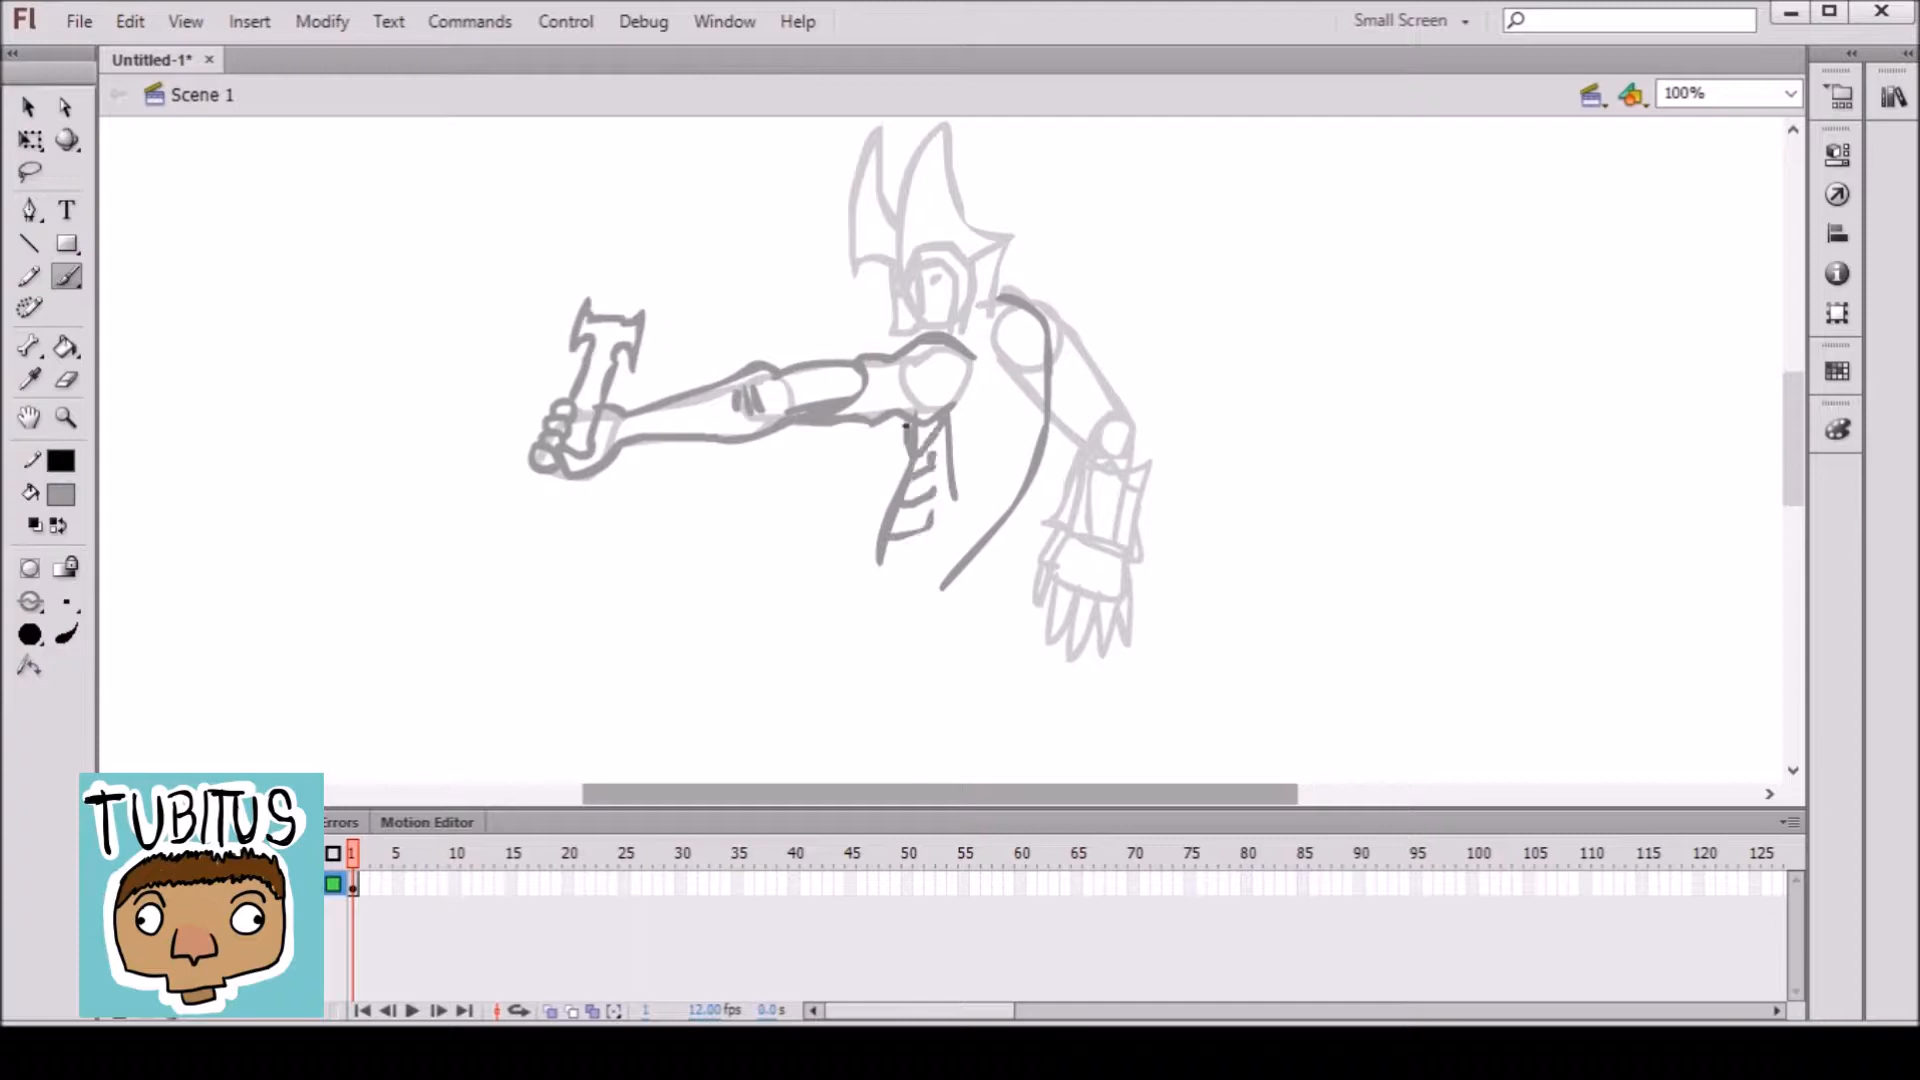 Fl File Edit View Insert Modify Text Commands Control Debug Window Help Small Screen
Untitled-1* ×
Scene 1 100%
T
TUBITUS
Errors Motion Editor
1 5 10 15 20 25 30 35 40 45 50 55 60 65 70 75 80 85 90 95 100 105 110 115 120 125
1 12.00 fps 0.0 s